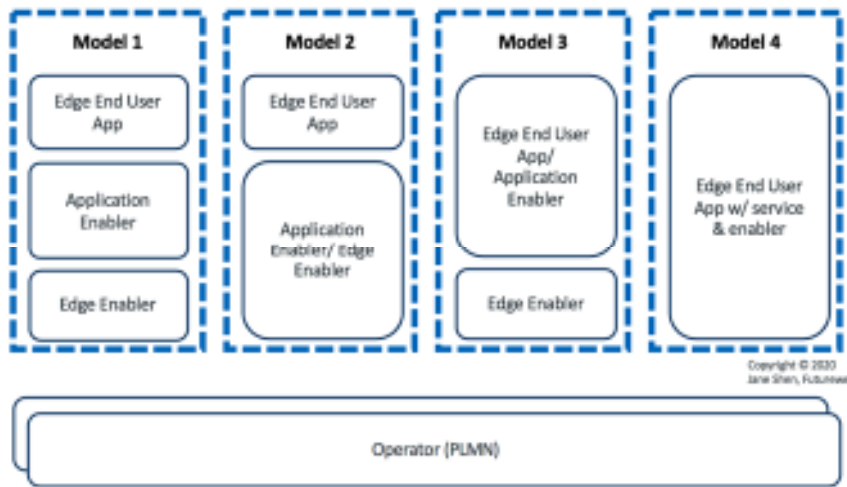 Model 1
Edge End User
App
Application
Enabler
Edge Enabler
Model 2
Edge End User
App
Application
Enabler/ Edge
Enabler
Model 3
Edge End User
App/
Application
Enabler
Edge Enabler
Model 4
Edge End User
App w/ service
& enabler
Copyright © 2020
Jane Shen, Futurewe
Operator (PLMN)